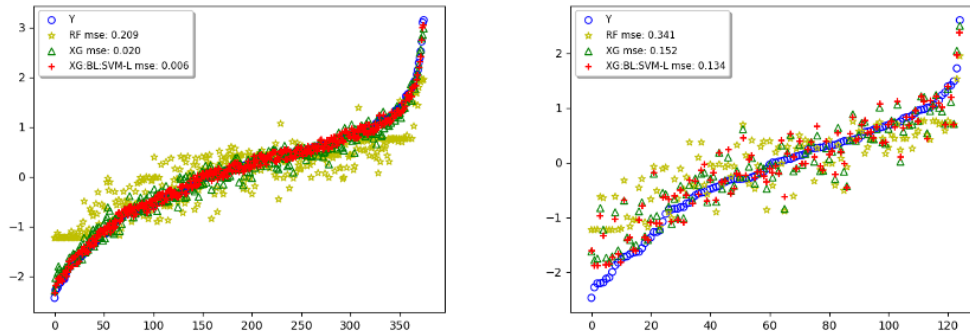 Y
RF mse: 0.209
XG mse: 0.020
XG:BL:SVM-L mse: 0.006
3
2
1
0
−1
−2
0 50 100 150 200 250 300 350
Y
RF mse: 0.341
XG mse: 0.152
XG:BL:SVM-L mse: 0.134
2
1
0
−1
−2
0 20 40 60 80 100 120